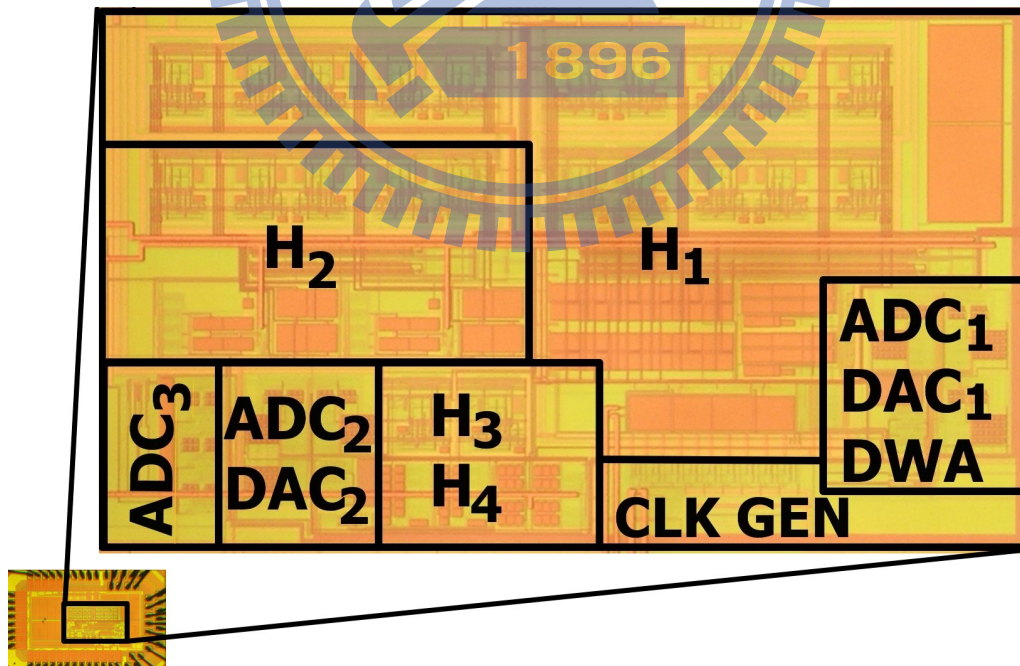 1896
H2
H1
ADC1
DAC1
DWA
ADC3
ADC2
DAC2
H3
H4
CLK GEN